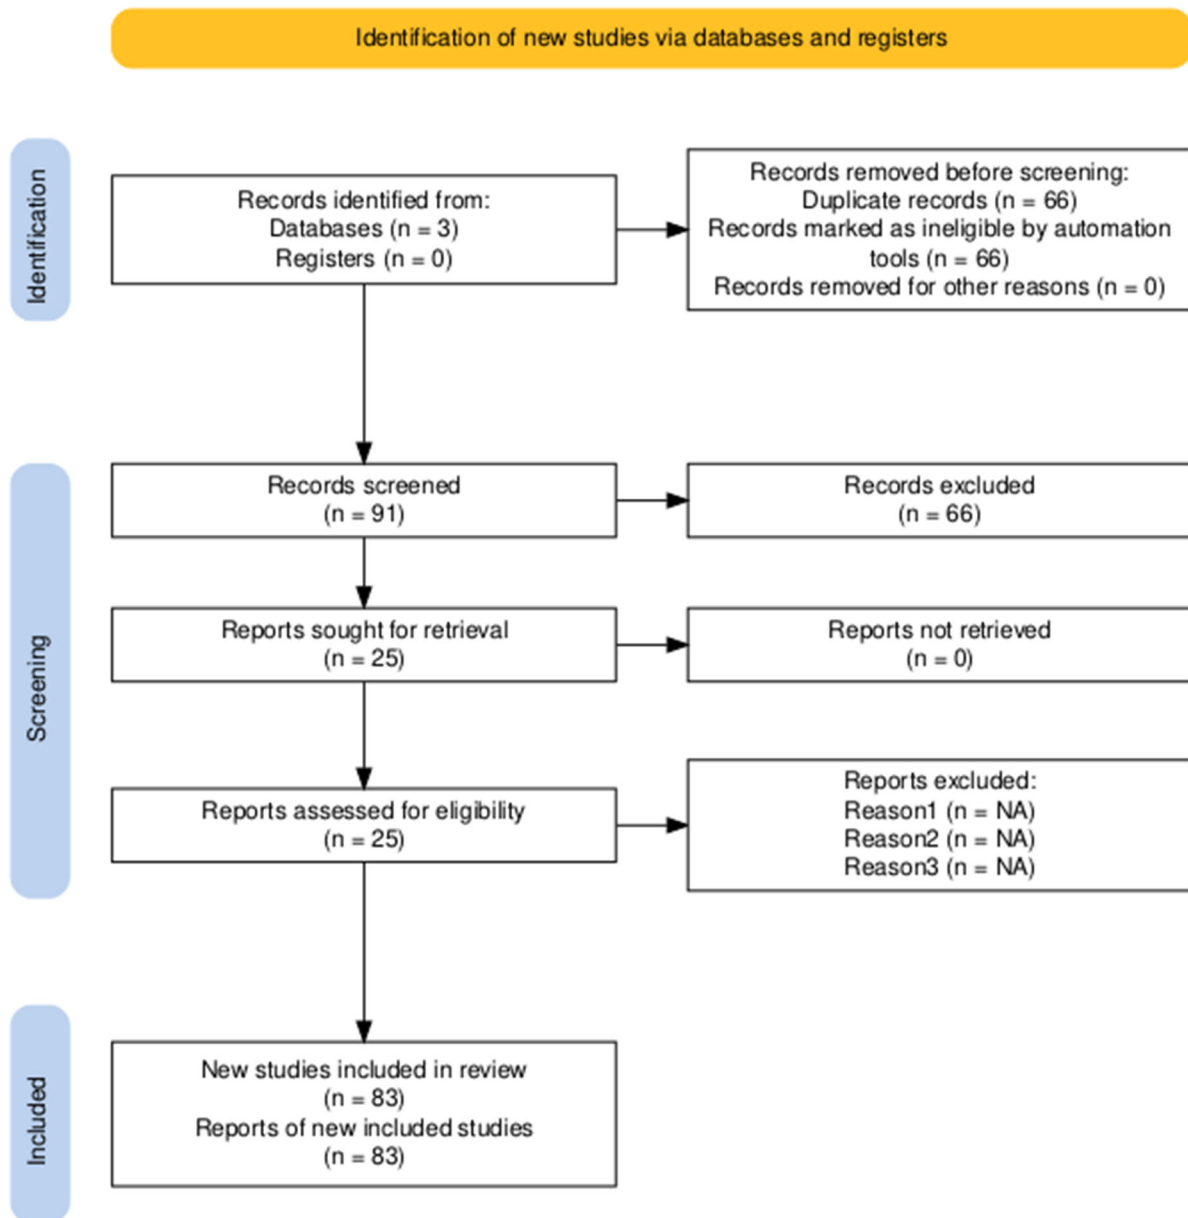 Identification of new studies via databases and registers
Identification
Records identified from:
Databases (n = 3)
Registers (n = 0)
Records removed before screening:
Duplicate records (n = 66)
Records marked as ineligible by automation
tools (n = 66)
Records removed for other reasons (n = 0)
Screening
Records screened
(n = 91)
Records excluded
(n = 66)
Reports sought for retrieval
(n = 25)
Reports not retrieved
(n = 0)
Reports assessed for eligibility
(n = 25)
Reports excluded:
Reason1 (n = NA)
Reason2 (n = NA)
Reason3 (n = NA)
Included
New studies included in review
(n = 83)
Reports of new included studies
(n = 83)